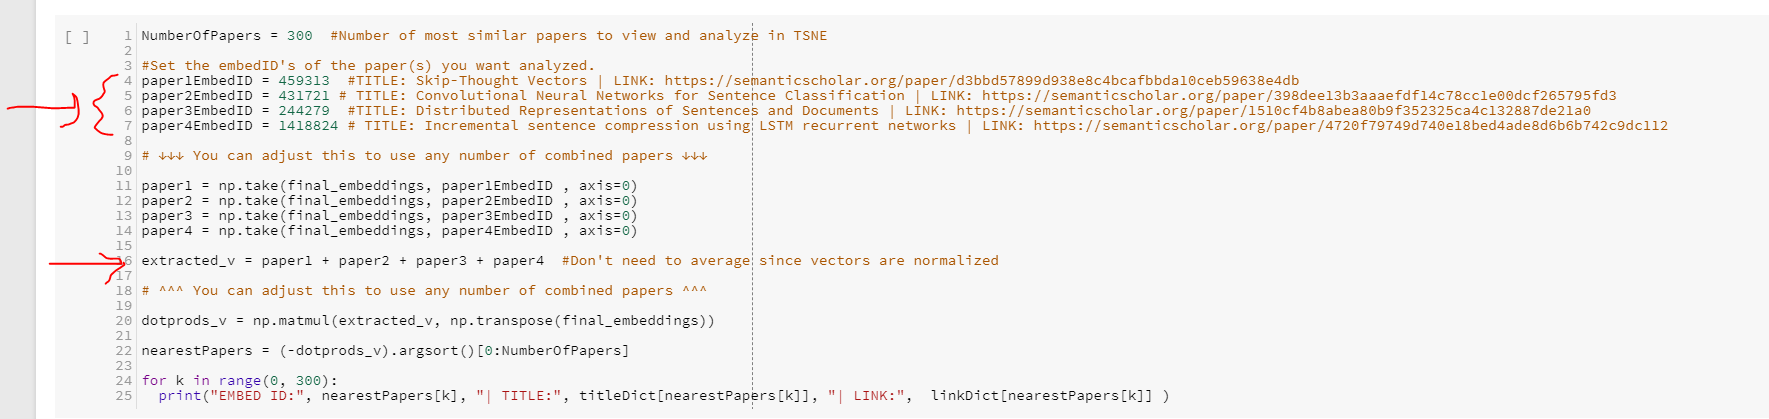 [ ]
1 NumberOfPapers = 300  #Number of most similar papers to view and analyze in TSNE
2
3 #Set the embedID's of the paper(s) you want analyzed.
4 paper1EmbedID = 459313  #TITLE: Skip-Thought Vectors | LINK: https://semanticscholar.org/paper/d3bbd57899d938e8c4bcafbbda10ceb59638e4db
5 paper2EmbedID = 431721 # TITLE: Convolutional Neural Networks for Sentence Classification | LINK: https://semanticscholar.org/paper/398dee13b3aaaefdf14c78cc1e00dcf265795fd3
6 paper3EmbedID = 244279  #TITLE: Distributed Representations of Sentences and Documents | LINK: https://semanticscholar.org/paper/1510cf4b8abea80b9f352325ca4c132887de21a0
7 paper4EmbedID = 1418824 # TITLE: Incremental sentence compression using LSTM recurrent networks | LINK: https://semanticscholar.org/paper/4720f79749d740e18bed4ade8d6b6b742c9dc112
8
9 # ↓↓↓ You can adjust this to use any number of combined papers ↓↓↓
10
11 paper1 = np.take(final_embeddings, paper1EmbedID , axis=0)
12 paper2 = np.take(final_embeddings, paper2EmbedID , axis=0)
13 paper3 = np.take(final_embeddings, paper3EmbedID , axis=0)
14 paper4 = np.take(final_embeddings, paper4EmbedID , axis=0)
15
16 extracted_v = paper1 + paper2 + paper3 + paper4  #Don't need to average since vectors are normalized
17
18 # ^^^ You can adjust this to use any number of combined papers ^^^
19
20 dotprods_v = np.matmul(extracted_v, np.transpose(final_embeddings))
21
22 nearestPapers = (-dotprods_v).argsort()[0:NumberOfPapers]
23
24 for k in range(0, 300):
25   print("EMBED ID:", nearestPapers[k], "| TITLE:", titleDict[nearestPapers[k]], "| LINK:",  linkDict[nearestPapers[k]] )